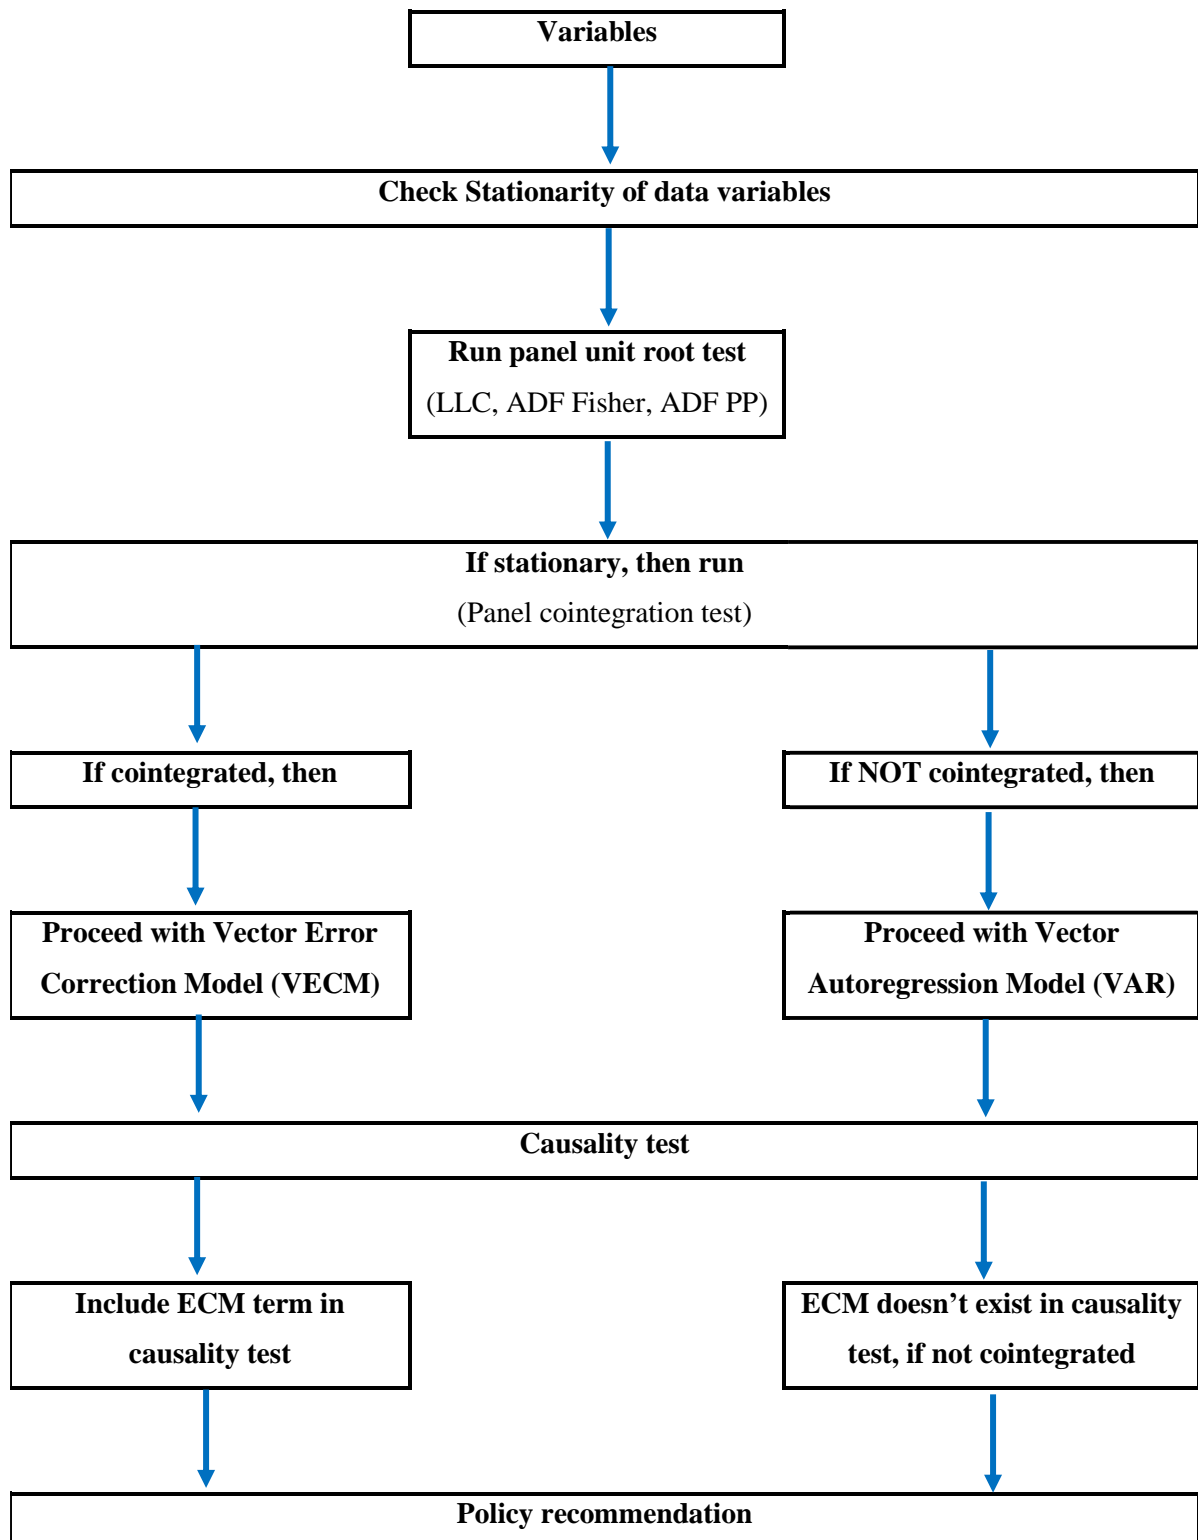 Variables
Check Stationarity of data variables
Run panel unit root test
(LLC, ADF Fisher, ADF PP)
If stationary, then run
(Panel cointegration test)
If cointegrated, then
If NOT cointegrated, then
Proceed with Vector Error
Correction Model (VECM)
Proceed with Vector
Autoregression Model (VAR)
Causality test
Include ECM term in
causality test
ECM doesn’t exist in causality
test, if not cointegrated
Policy recommendation